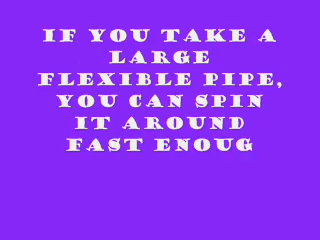 IF YOU TAKE A
LARGE
FLEXIBLE PIPE,
YOU CAN SPIN
IT AROUND
FAST ENOUG